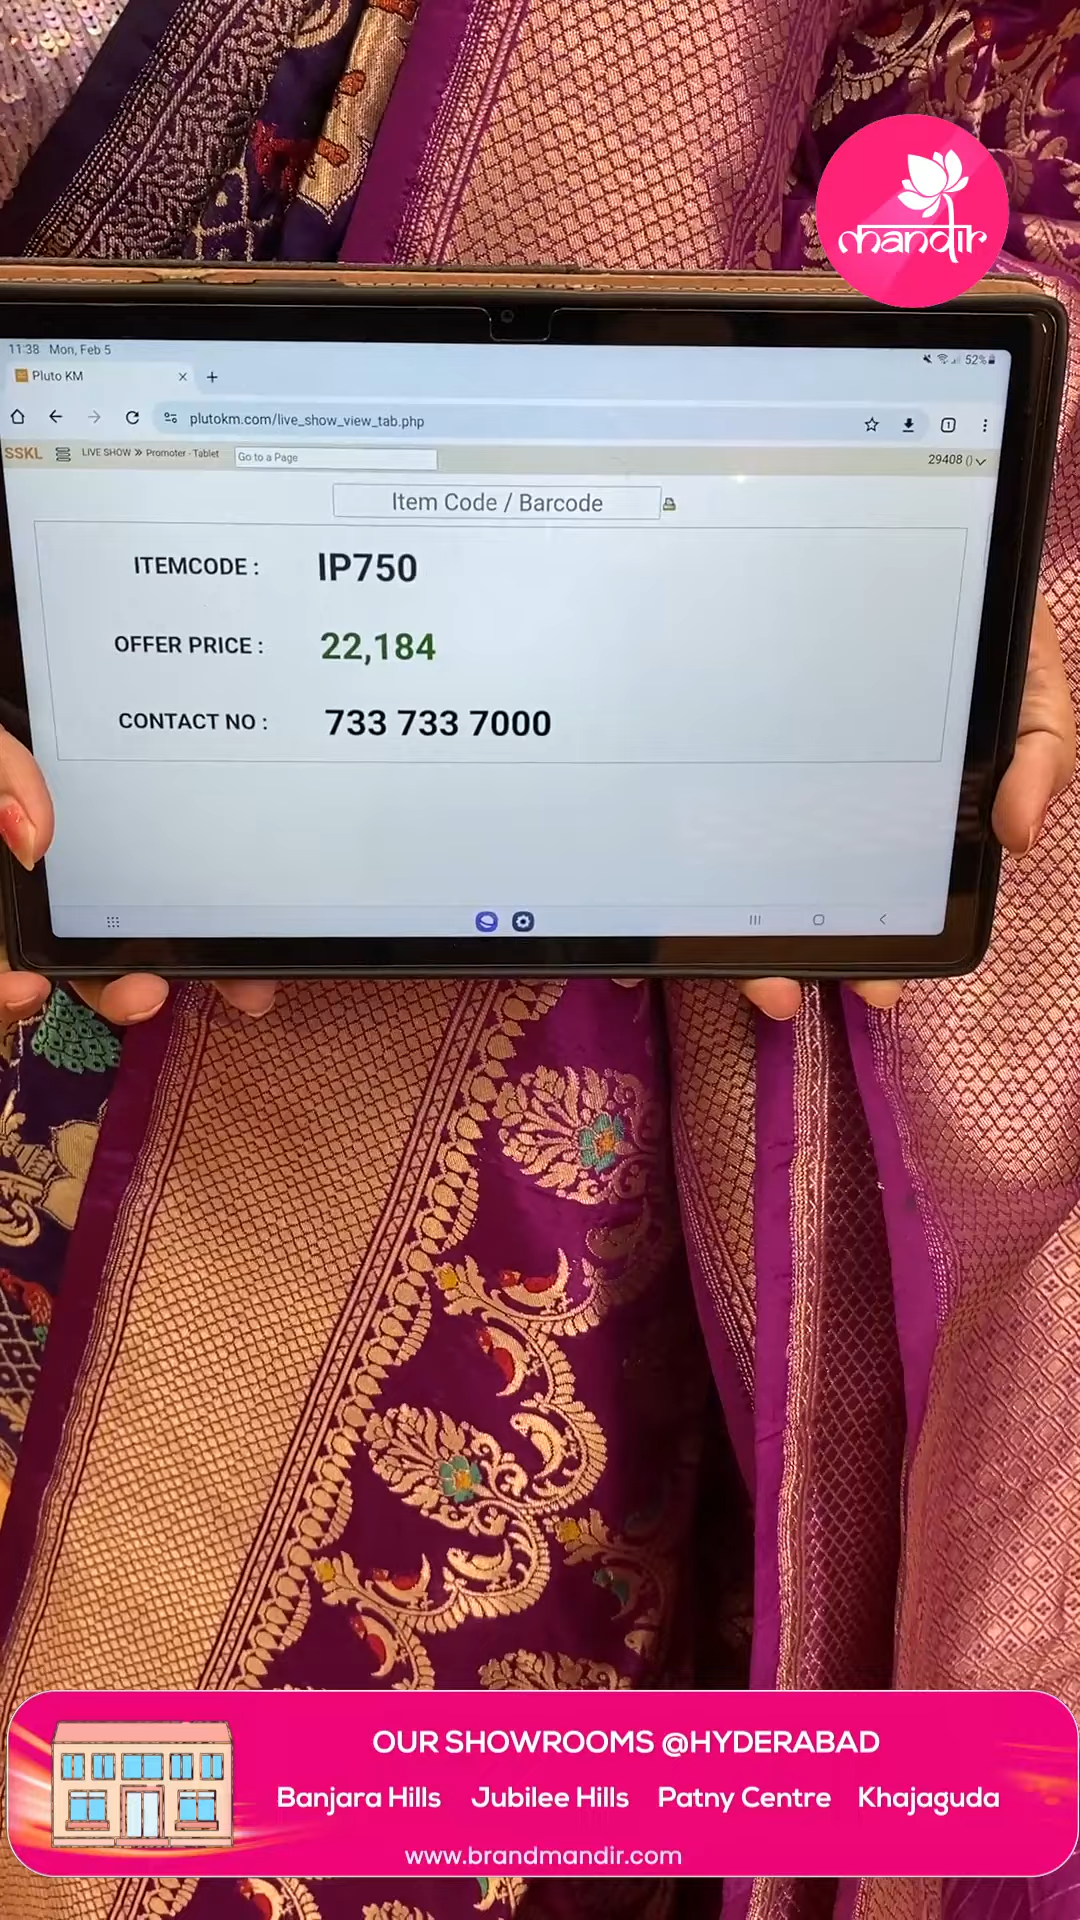 mandir
11:38 Mon, Feb 5
52%
Pluto KM
plutokm.com/live_show_view_tab.php
1
SSKL
LIVE SHOW » Promoter - Tablet
Go to a Page
29408 ()
Item Code / Barcode
ITEMCODE : IP750
OFFER PRICE : 22,184
CONTACT NO : 733 733 7000
OUR SHOWROOMS @HYDERABAD
Banjara Hills Jubilee Hills Patny Centre Khajaguda
www.brandmandir.com